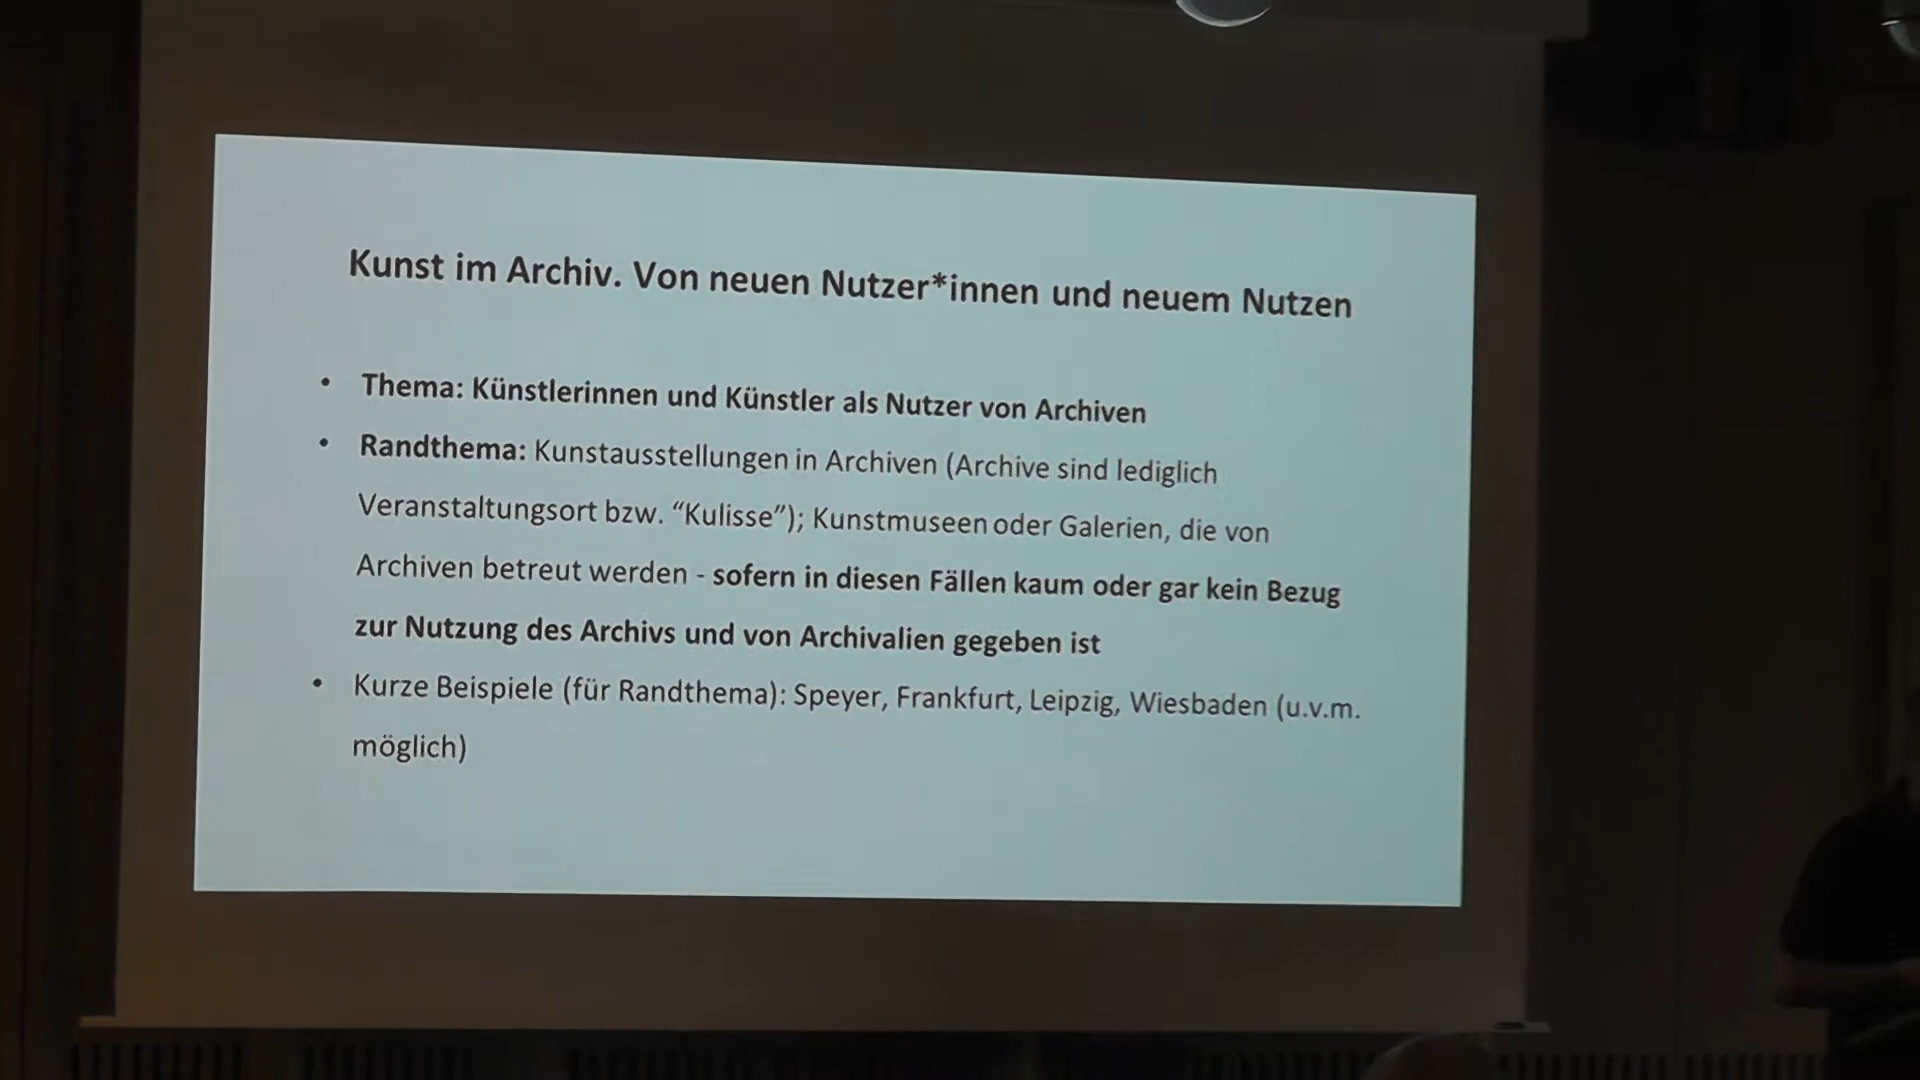 Kunst im Archiv. Von neuen Nutzer*innen und neuem Nutzen
• Thema: Künstlerinnen und Künstler als Nutzer von Archiven
• Randthema: Kunstausstellungen in Archiven (Archive sind lediglich
Veranstaltungsort bzw. “Kulisse”); Kunstmuseen oder Galerien, die von
Archiven betreut werden - sofern in diesen Fällen kaum oder gar kein Bezug
zur Nutzung des Archivs und von Archivalien gegeben ist
• Kurze Beispiele (für Randthema): Speyer, Frankfurt, Leipzig, Wiesbaden (u.v.m.
möglich)